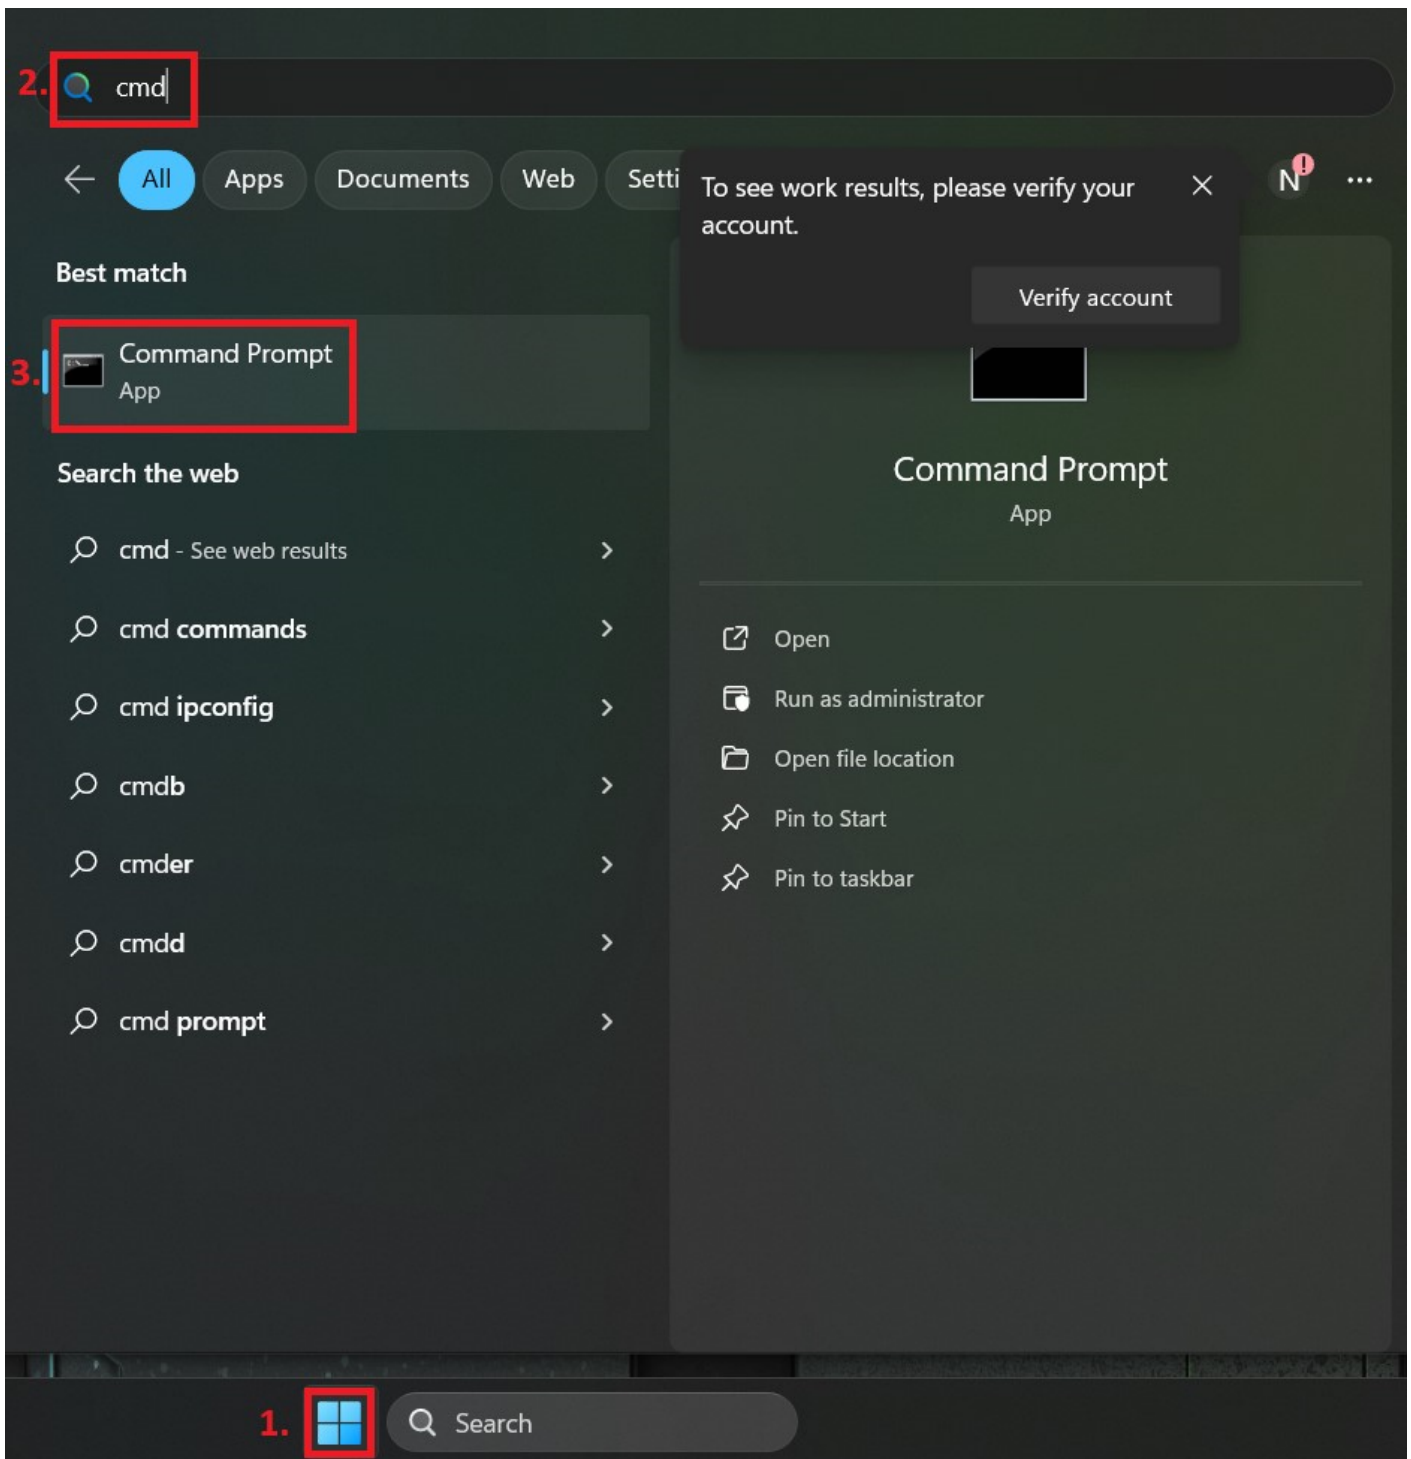 2. cmd
All Apps Documents Web Setti
To see work results, please verify your
account.
Verify account
N !
Best match
3. Command Prompt
App
Search the web
cmd - See web results
cmd commands
cmd ipconfig
cmdb
cmder
cmdd
cmd prompt
Command Prompt
App
Open
Run as administrator
Open file location
Pin to Start
Pin to taskbar
1. Search